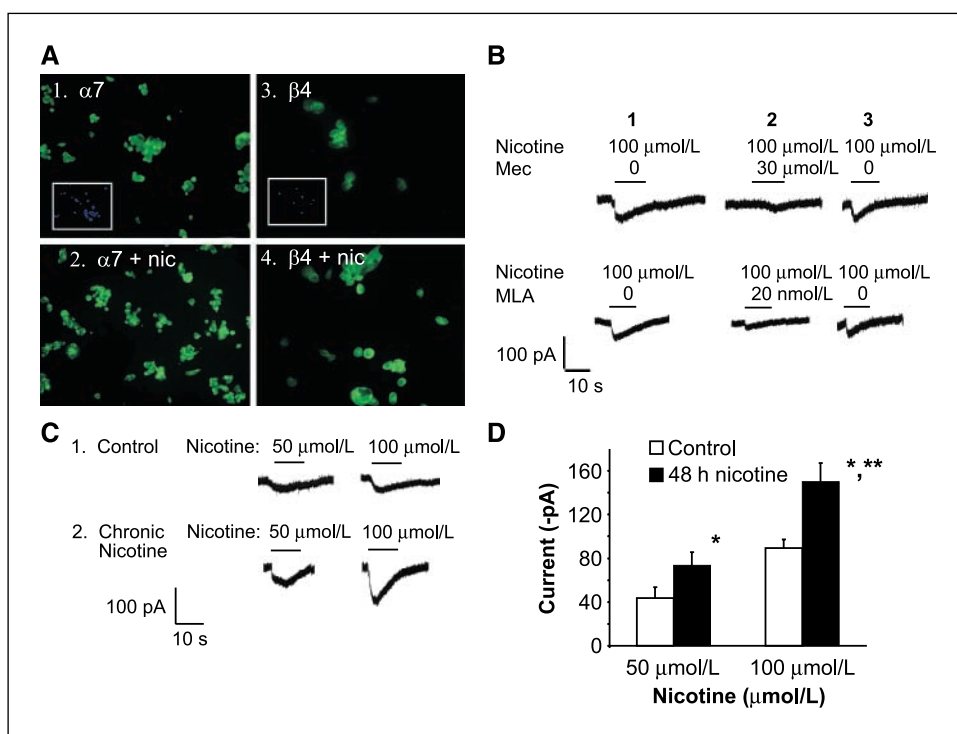 A
1. α7
3. β4
2. α7 + nic
4. β4 + nic
B
1 2 3
Nicotine 100 μmol/L 100 μmol/L 100 μmol/L
Mec 0 30 μmol/L 0
Nicotine 100 μmol/L 100 μmol/L 100 μmol/L
MLA 0 20 nmol/L 0
100 pA
10 s
C
1. Control Nicotine: 50 μmol/L 100 μmol/L
2. Chronic Nicotine: 50 μmol/L 100 μmol/L
Nicotine
100 pA
10 s
D
Control
48 h nicotine
Current (-pA)
160
120
80
40
0
*
*,**
50 μmol/L 100 μmol/L
Nicotine (μmol/L)